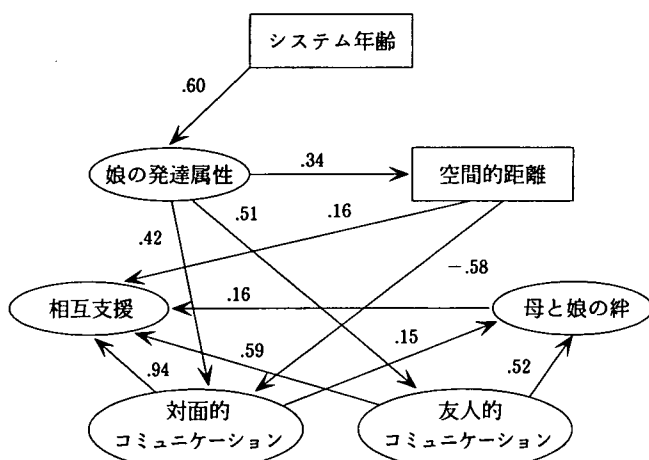 システム年齢
.60
娘の発達属性
.34
空間的距離
.51
.16
.42
−.58
相互支援
.16
母と娘の絆
.15
.59
.52
.94
対面的
コミュニケーション
友人的
コミュニケーション